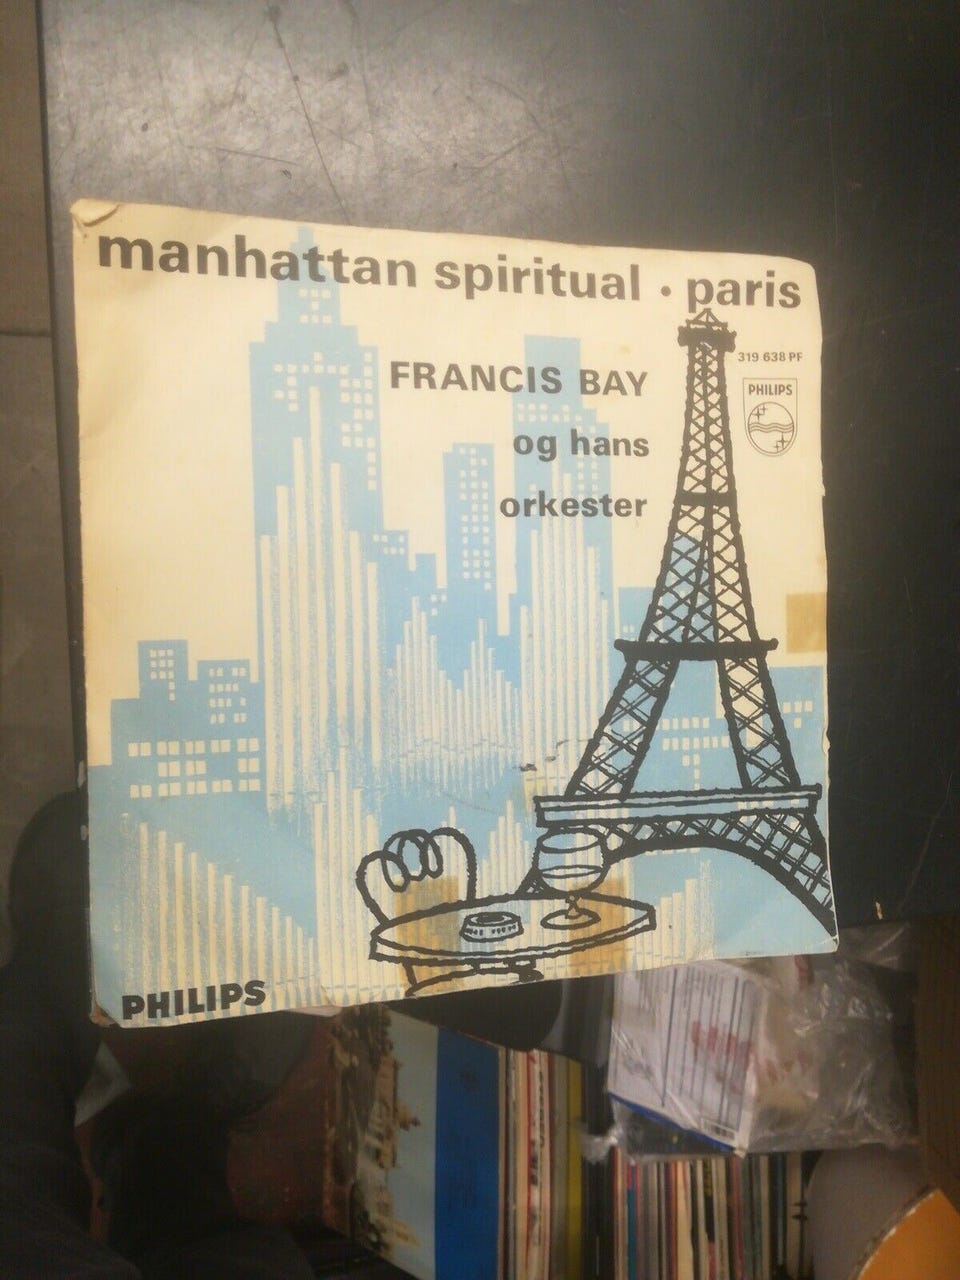 manhattan spiritual • paris
319 638 PF
PHILIPS
FRANCIS BAY
og hans
orkester
PHILIPS